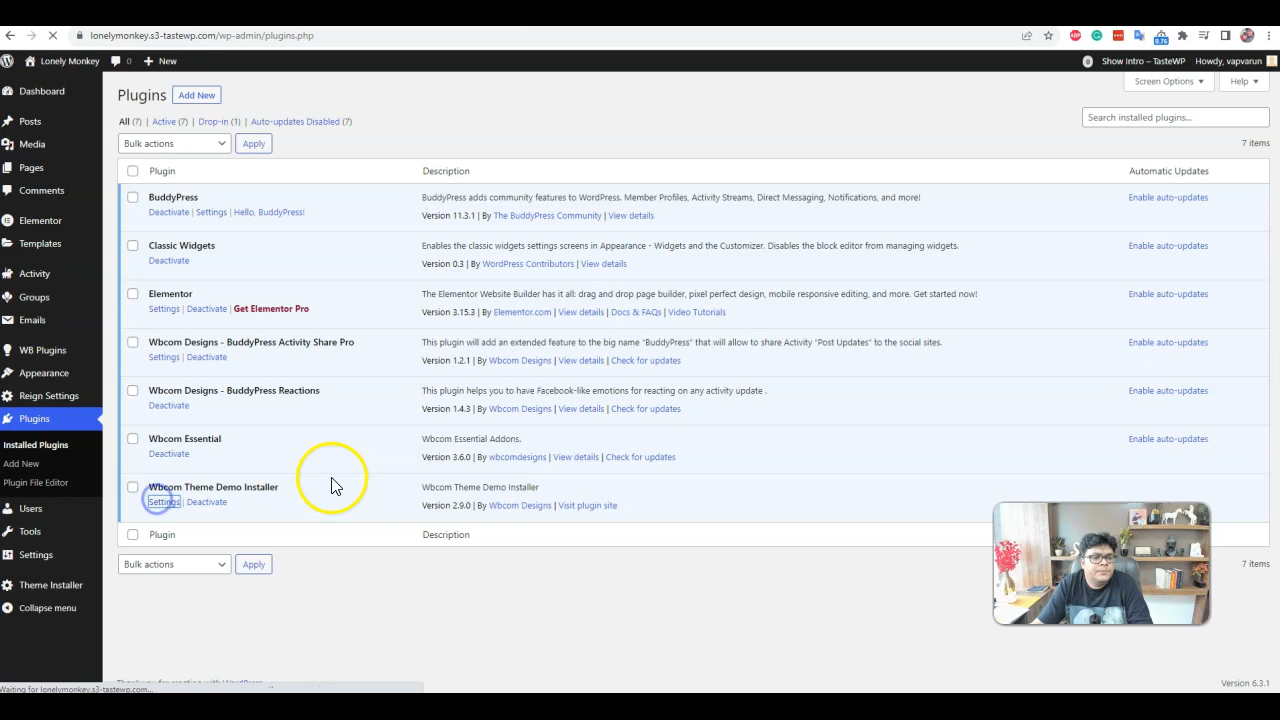 lonelymonkey.s3-tastewp.com/wp-admin/plugins.php
0.76
Lonely Monkey 0 New 0 Show Intro – TasteWP Howdy, vapvarun
Screen Options Help
Dashboard
Posts
Media
Pages
Comments
Elementor
Templates
Activity
Groups
Emails
WB Plugins
Appearance
Reign Settings
Plugins
Installed Plugins
Add New
Plugin File Editor
Users
Tools
Settings
Theme Installer
Collapse menu
Plugins Add New
All (7) | Active (7) | Drop-in (1) | Auto-updates Disabled (7)
Search installed plugins...
Bulk actions Apply 7 items
Plugin Description Automatic Updates
BuddyPress BuddyPress adds community features to WordPress. Member Profiles, Activity Streams, Direct Messaging, Notifications, and more! Enable auto-updates
Deactivate | Settings | Hello, BuddyPress! Version 11.3.1 | By The BuddyPress Community | View details
Classic Widgets Enables the classic widgets settings screens in Appearance - Widgets and the Customizer. Disables the block editor from managing widgets. Enable auto-updates
Deactivate Version 0.3 | By WordPress Contributors | View details
Elementor The Elementor Website Builder has it all: drag and drop page builder, pixel perfect design, mobile responsive editing, and more. Get started now! Enable auto-updates
Settings | Deactivate | Get Elementor Pro Version 3.15.3 | By Elementor.com | View details | Docs & FAQs | Video Tutorials
Wbcom Designs - BuddyPress Activity Share Pro This plugin will add an extended feature to the big name “BuddyPress” that will allow to share Activity “Post Updates” to the social sites. Enable auto-updates
Settings | Deactivate Version 1.2.1 | By Wbcom Designs | View details | Check for updates
Wbcom Designs - BuddyPress Reactions This plugin helps you to have Facebook-like emotions for reacting on any activity update . Enable auto-updates
Deactivate Version 1.4.3 | By Wbcom Designs | View details | Check for updates
Wbcom Essential Wbcom Essential Addons. Enable auto-updates
Deactivate Version 3.6.0 | By wbcomdesigns | View details | Check for updates
Wbcom Theme Demo Installer Wbcom Theme Demo Installer
Settings | Deactivate Version 2.9.0 | By Wbcom Designs | Visit plugin site
Plugin Description
Bulk actions Apply 7 items
Thank you for creating with WordPress Version 6.3.1
Waiting for lonelymonkey.s3-tastewp.com...